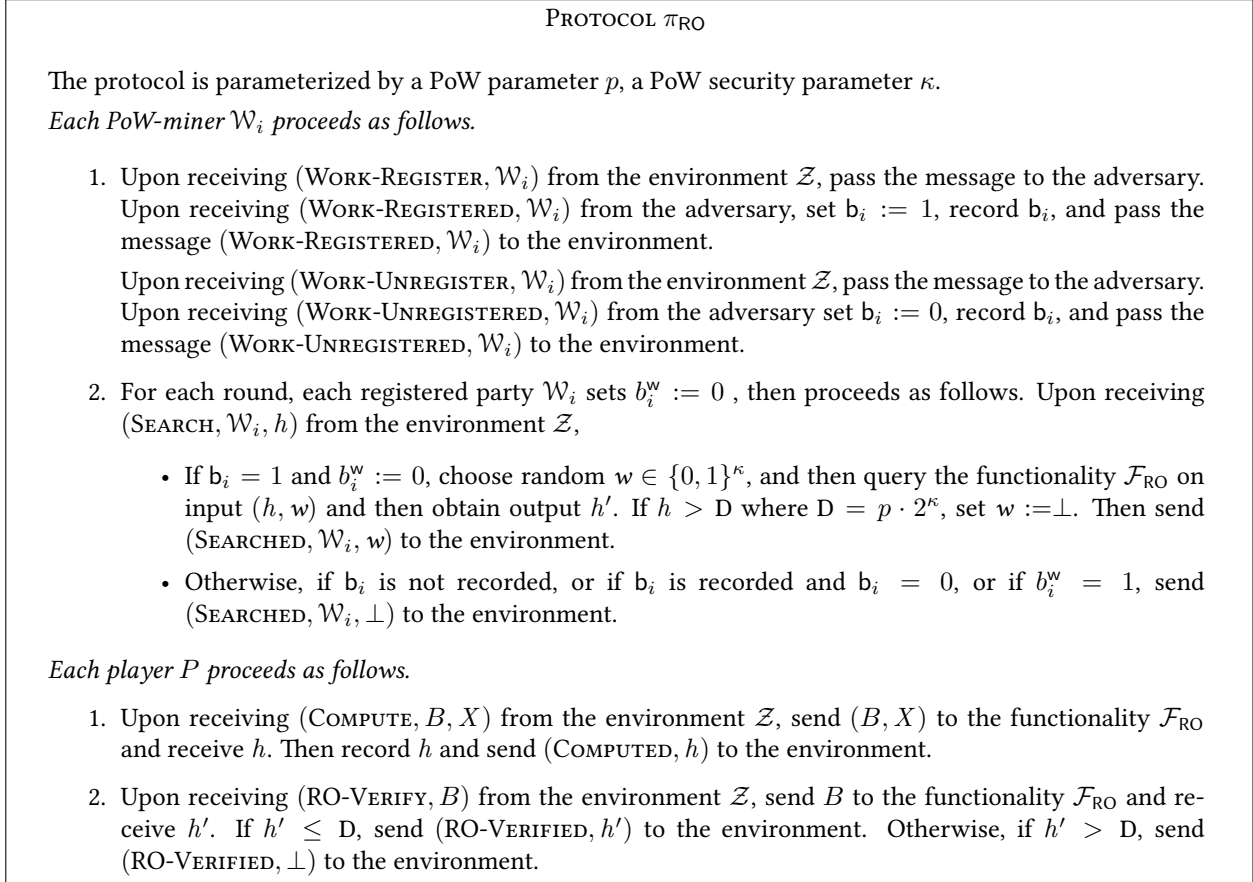 PROTOCOL π_RO
The protocol is parameterized by a PoW parameter p, a PoW security parameter κ.
Each PoW-miner 𝒲_i proceeds as follows.
1. Upon receiving (WORK-REGISTER, 𝒲_i) from the environment 𝒵, pass the message to the adversary.
Upon receiving (WORK-REGISTERED, 𝒲_i) from the adversary, set b_i := 1, record b_i, and pass the
message (WORK-REGISTERED, 𝒲_i) to the environment.
Upon receiving (WORK-UNREGISTER, 𝒲_i) from the environment 𝒵, pass the message to the adversary.
Upon receiving (WORK-UNREGISTERED, 𝒲_i) from the adversary set b_i := 0, record b_i, and pass the
message (WORK-UNREGISTERED, 𝒲_i) to the environment.
2. For each round, each registered party 𝒲_i sets b_i^w := 0 , then proceeds as follows. Upon receiving
(SEARCH, 𝒲_i, h) from the environment 𝒵,
• If b_i = 1 and b_i^w := 0, choose random w ∈ {0, 1}^κ, and then query the functionality ℱ_RO on
input (h, w) and then obtain output h′. If h > D where D = p · 2^κ, set w :=⊥. Then send
(SEARCHED, 𝒲_i, w) to the environment.
• Otherwise, if b_i is not recorded, or if b_i is recorded and b_i = 0, or if b_i^w = 1, send
(SEARCHED, 𝒲_i, ⊥) to the environment.
Each player P proceeds as follows.
1. Upon receiving (COMPUTE, B, X) from the environment 𝒵, send (B, X) to the functionality ℱ_RO
and receive h. Then record h and send (COMPUTED, h) to the environment.
2. Upon receiving (RO-VERIFY, B) from the environment 𝒵, send B to the functionality ℱ_RO and re-
ceive h′. If h′ ≤ D, send (RO-VERIFIED, h′) to the environment. Otherwise, if h′ > D, send
(RO-VERIFIED, ⊥) to the environment.